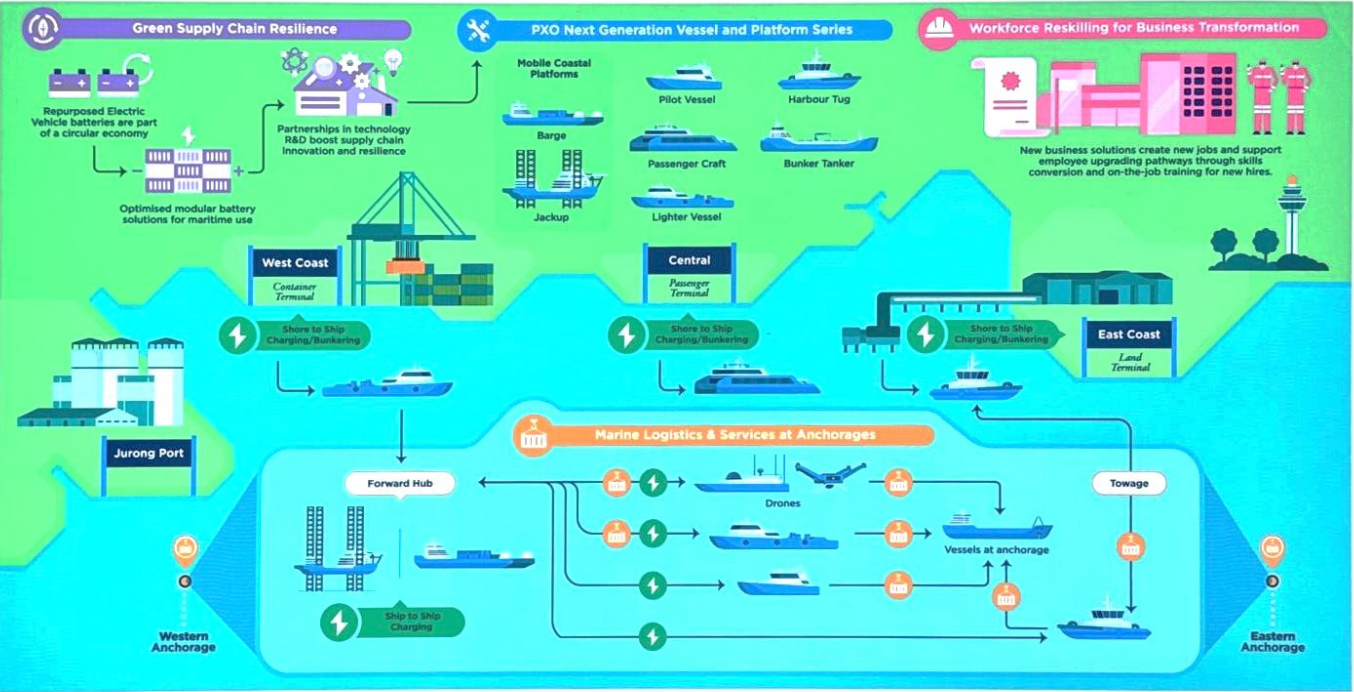 Green Supply Chain Resilience
PXO Next Generation Vessel and Platform Series
Workforce Reskilling for Business Transformation
Repurposed Electric
Vehicle batteries are part
of a circular economy
Partnerships in technology
R&D boost supply chain
innovation and resilience
Optimised modular battery
solutions for maritime use
Mobile Coastal
Platforms
Barge
Jackup
Pilot Vessel
Harbour Tug
Passenger Craft
Bunker Tanker
Lighter Vessel
New business solutions create new jobs and support
employee upgrading pathways through skills
conversion and on-the-job training for new hires.
West Coast
Container
Terminal
Shore to Ship
Charging/Bunkering
Central
Passenger
Terminal
Shore to Ship
Charging/Bunkering
East Coast
Land
Terminal
Shore to Ship
Charging/Bunkering
Jurong Port
Marine Logistics & Services at Anchorages
Forward Hub
Drones
Towage
Vessels at anchorage
Ship to Ship
Charging
Western
Anchorage
Eastern
Anchorage